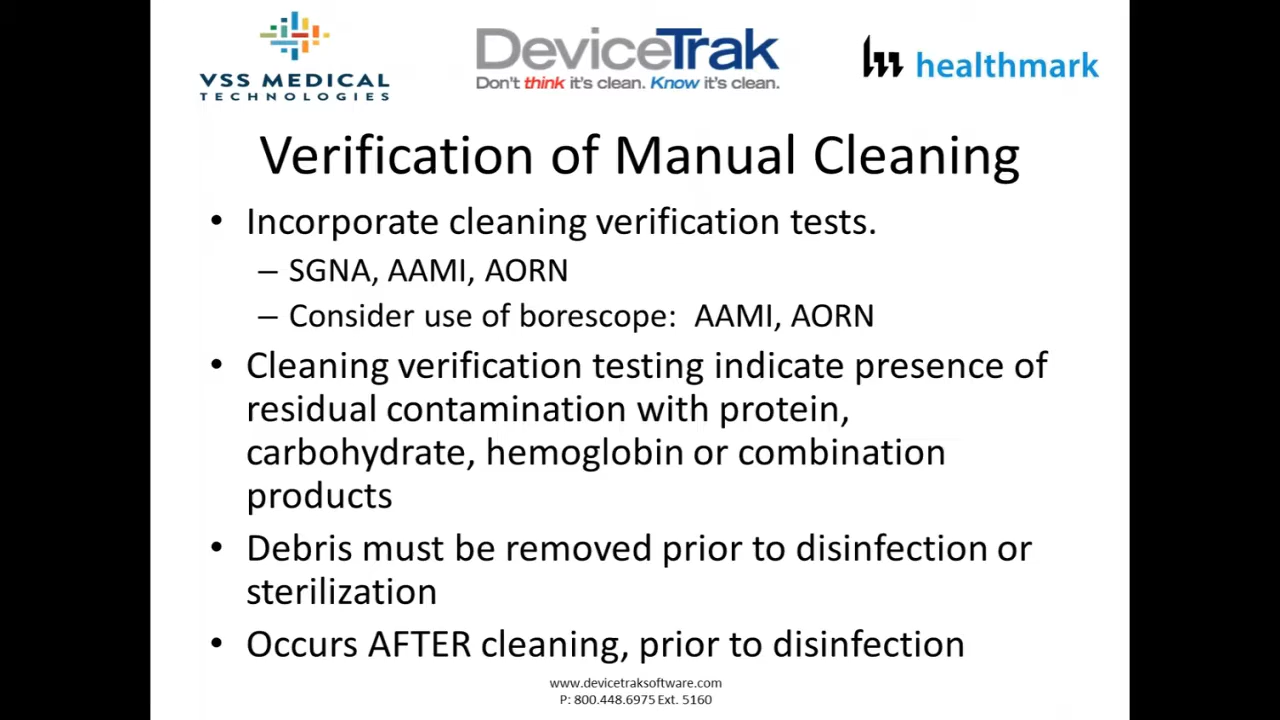 VSS MEDICAL
TECHNOLOGIES
DeviceTrak
Don't think it's clean. Know it's clean.
healthmark
Verification of Manual Cleaning
• Incorporate cleaning verification tests.
– SGNA, AAMI, AORN
– Consider use of borescope: AAMI, AORN
• Cleaning verification testing indicate presence of
residual contamination with protein,
carbohydrate, hemoglobin or combination
products
• Debris must be removed prior to disinfection or
sterilization
• Occurs AFTER cleaning, prior to disinfection
www.devicetraksoftware.com
P: 800.448.6975 Ext. 5160